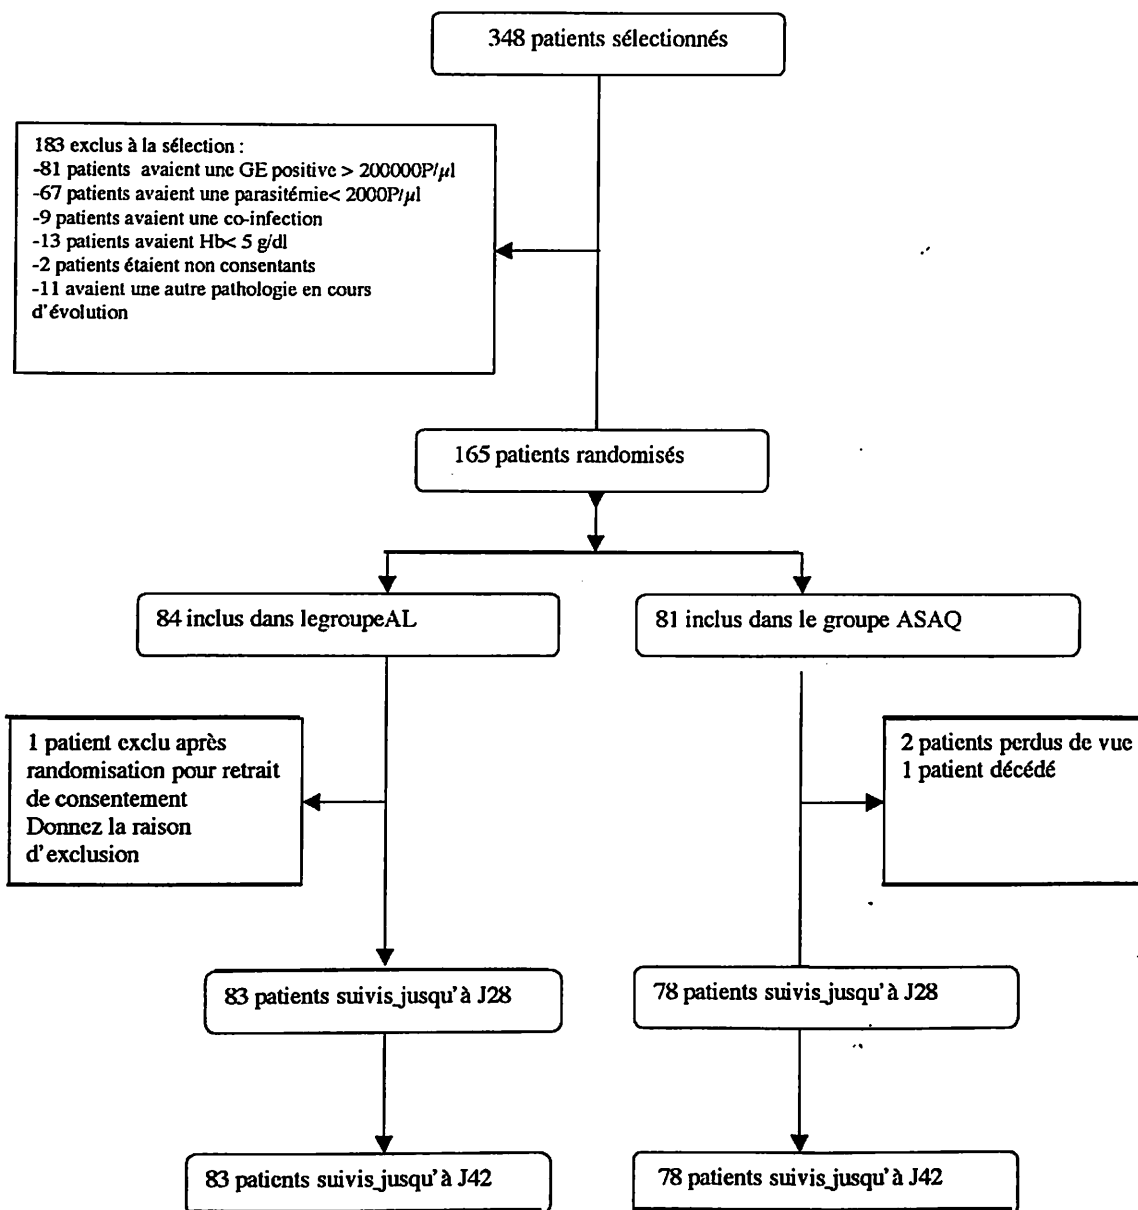 348 patients sélectionnés
183 exclus à la sélection :
-81 patients avaient une GE positive > 200000P/µl
-67 patients avaient une parasitémie< 2000P/µl
-9 patients avaient une co-infection
-13 patients avaient Hb< 5 g/dl
-2 patients étaient non consentants
-11 avaient une autre pathologie en cours
d'évolution
165 patients randomisés
84 inclus dans legroupeAL
81 inclus dans le groupe ASAQ
1 patient exclu après
randomisation pour retrait
de consentement
Donnez la raison
d'exclusion
2 patients perdus de vue
1 patient décédé
83 patients suivis jusqu'à J28
78 patients suivis jusqu'à J28
83 patients suivis jusqu'à J42
78 patients suivis jusqu'à J42